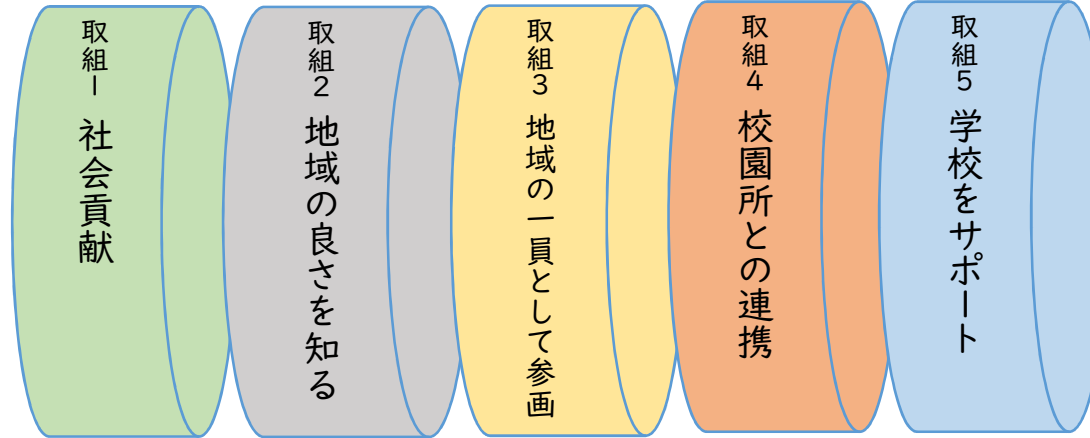 取組1 社会貢献
取組2 地域の良さを知る
取組3 地域の一員として参画
取組4 校園所との連携
取組5 学校をサポート